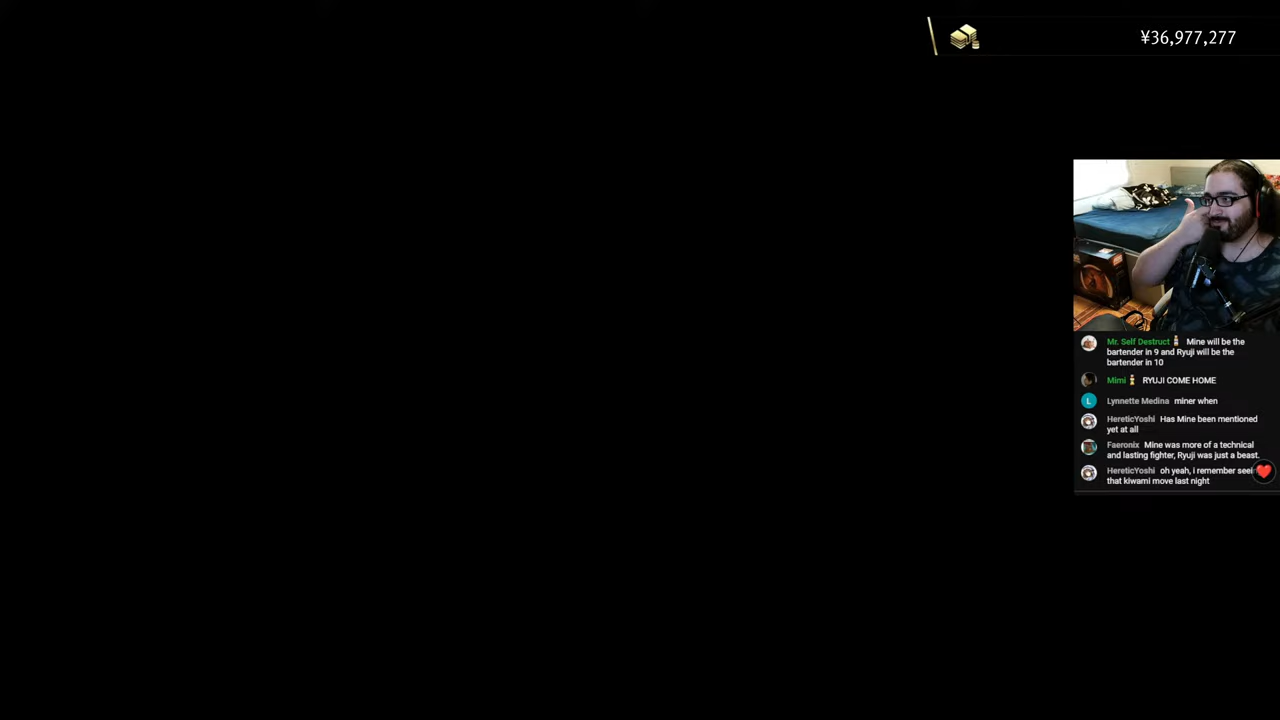 ¥36,977,277
Mr. Self Destruct Mine will be the
bartender in 9 and Ryuji will be the
bartender in 10
Mimi RYUJI COME HOME
L Lynnette Medina miner when
HereticYoshi Has Mine been mentioned
yet at all
Faeronix Mine was more of a technical
and lasting fighter, Ryuji was just a beast.
HereticYoshi oh yeah, i remember seei
that kiwami move last night